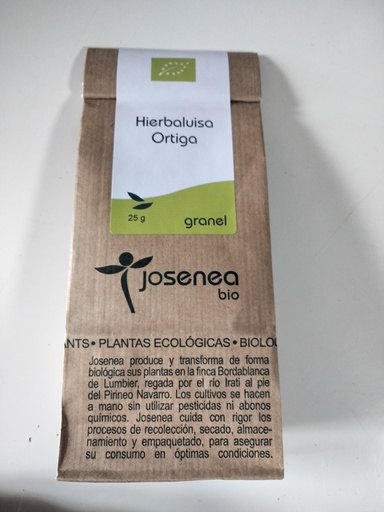 Hierbaluisa
Ortiga
25 g
granel
josenea
bio
NTS • PLANTAS ECOLÓGICAS • BIOLO
Josenea produce y transforma de forma
biológica sus plantas en la finca Bordablanca
de Lumbier, regada por el río Irati al pie
del Pirineo Navarro. Los cultivos se hacen
a mano sin utilizar pesticidas ni abonos
químicos. Josenea cuida con rigor los
procesos de recolección, secado, almace-
namiento y empaquetado, para asegurar
su consumo en óptimas condiciones.